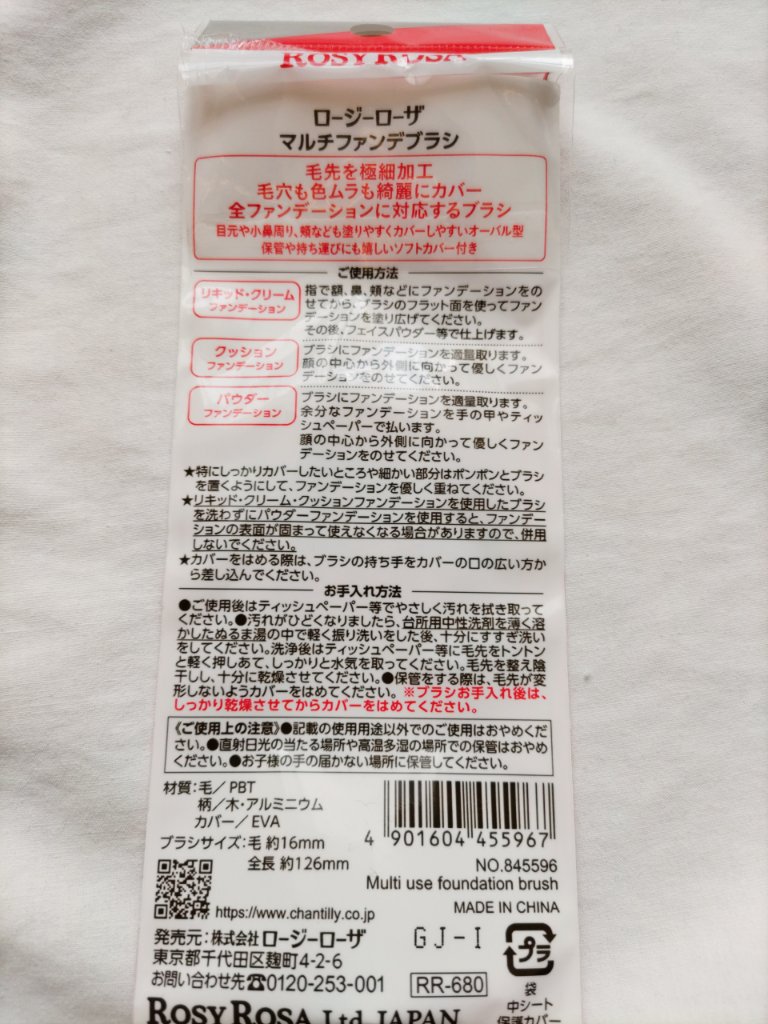 ROSY ROSA
ロージーローザ
マルチファンデブラシ
毛先を極細加工
毛穴も色ムラも綺麗にカバー
全ファンデーションに対応するブラシ
目元や小鼻周り、頬なども塗りやすくカバーしやすいオーバル型
保管や持ち運びにも嬉しいソフトカバー付き
ご使用方法
リキッド・クリーム
ファンデーション
指で額、鼻、頬などにファンデーションをの
せてから、ブラシのフラット面を使ってファン
デーションを塗り広げてください。
その後、フェイスパウダー等で仕上げます。
クッション
ファンデーション
ブラシにファンデーションを適量取ります。
顔の中心から外側に向かって優しくファン
デーションをのせてください。
パウダー
ファンデーション
ブラシにファンデーションを適量取ります。
余分なファンデーションを手の甲やティッ
シュペーパーで払います。
顔の中心から外側に向かって優しくファン
デーションをのせてください。
★特にしっかりカバーしたいところや細かい部分はポンポンとブラシ
を置くようにして、ファンデーションを優しく重ねてください。
★リキッド・クリーム・クッションファンデーションを使用したブラシ
を洗わずにパウダーファンデーションを使用すると、ファンデー
ションの表面が固まって使えなくなる場合がありますので、併用
しないでください。
★カバーをはめる際は、ブラシの持ち手をカバーの口の広い方か
ら差し込んでください。
お手入れ方法
●ご使用後はティッシュペーパー等でやさしく汚れを拭き取って
ください。●汚れがひどくなりましたら、台所用中性洗剤を薄く溶
かしたぬるま湯の中で軽く振り洗いをした後、十分にすすぎ洗い
をしてください。洗浄後はティッシュペーパー等に毛先をトントン
と軽く押しあて、しっかりと水気を取ってください。毛先を整え陰
干しし、十分に乾燥させてください。●保管をする際は、毛先が変
形しないようカバーをはめてください。※ブラシお手入れ後は、
しっかり乾燥させてからカバーをはめてください。
《ご使用上の注意》●記載の使用用途以外でのご使用はおやめくだ
さい。●直射日光の当たる場所や高温多湿の場所での保管はおやめ
ください。●お子様の手の届かない場所に保管してください。
材質：毛／PBT
柄／木・アルミニウム
カバー／EVA
ブラシサイズ：毛 約16mm
全長 約126mm
4 901604 455967
NO.845596
Multi use foundation brush
https://www.chantilly.co.jp
MADE IN CHINA
発売元：株式会社ロージーローザ
東京都千代田区麹町4-2-6
お問い合わせ先☎0120-253-001
GJ-I
RR-680
プラ
袋
中シート
保護カバー
ROSY ROSA Ltd. JAPAN